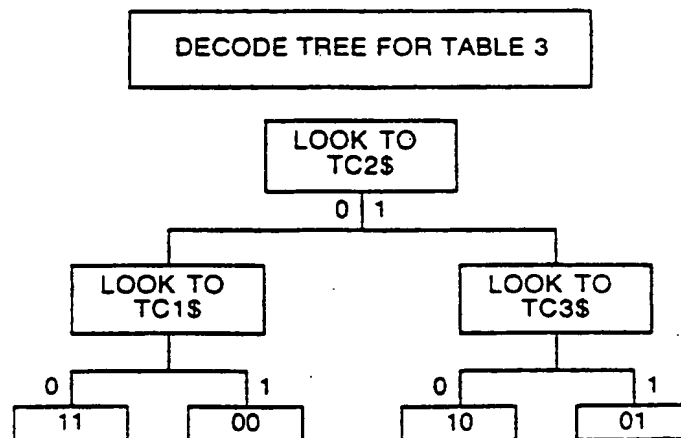 DECODE TREE FOR TABLE 3
LOOK TO
TC2$
0 1
LOOK TO
TC1$
LOOK TO
TC3$
0 1 0 1
11 00 10 01